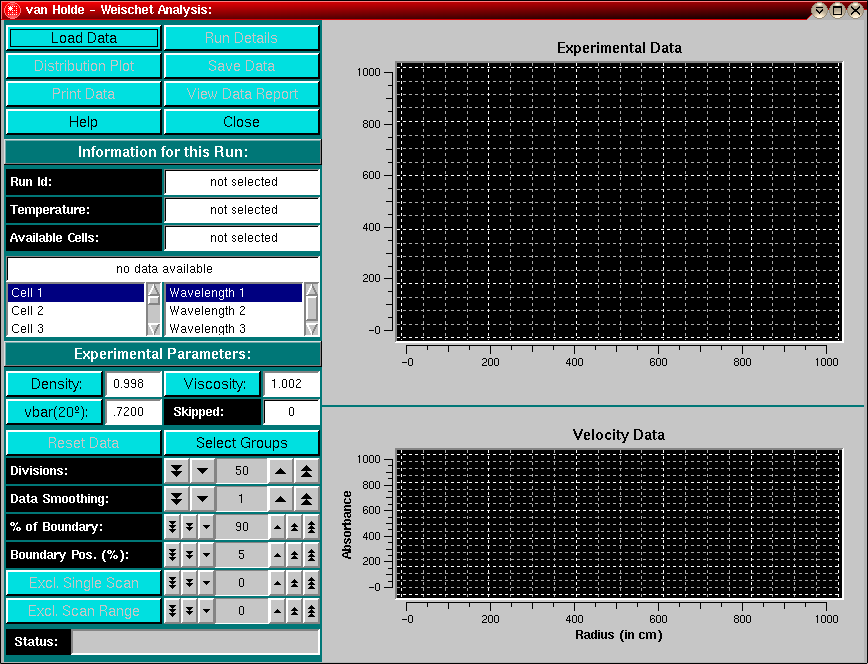 van Holde - Weischet Analysis:
Load Data Run Details
Distribution Plot Save Data
Print Data View Data Report
Help Close
Information for this Run:
Run Id: not selected
Temperature: not selected
Available Cells: not selected
no data available
Cell 1 Wavelength 1
Cell 2 Wavelength 2
Cell 3 Wavelength 3
Experimental Parameters:
Density: 0.998 Viscosity: 1.002
vbar(20º): .7200 Skipped: 0
Reset Data Select Groups
Divisions: 50
Data Smoothing: 1
% of Boundary: 90
Boundary Pos. (%): 5
Excl. Single Scan 0
Excl. Scan Range 0
Status:
Experimental Data
1000
800
600
400
200
-0
-0 200 400 600 800 1000
Velocity Data
Absorbance
1000
800
600
400
200
-0
-0 200 400 600 800 1000
Radius (in cm)